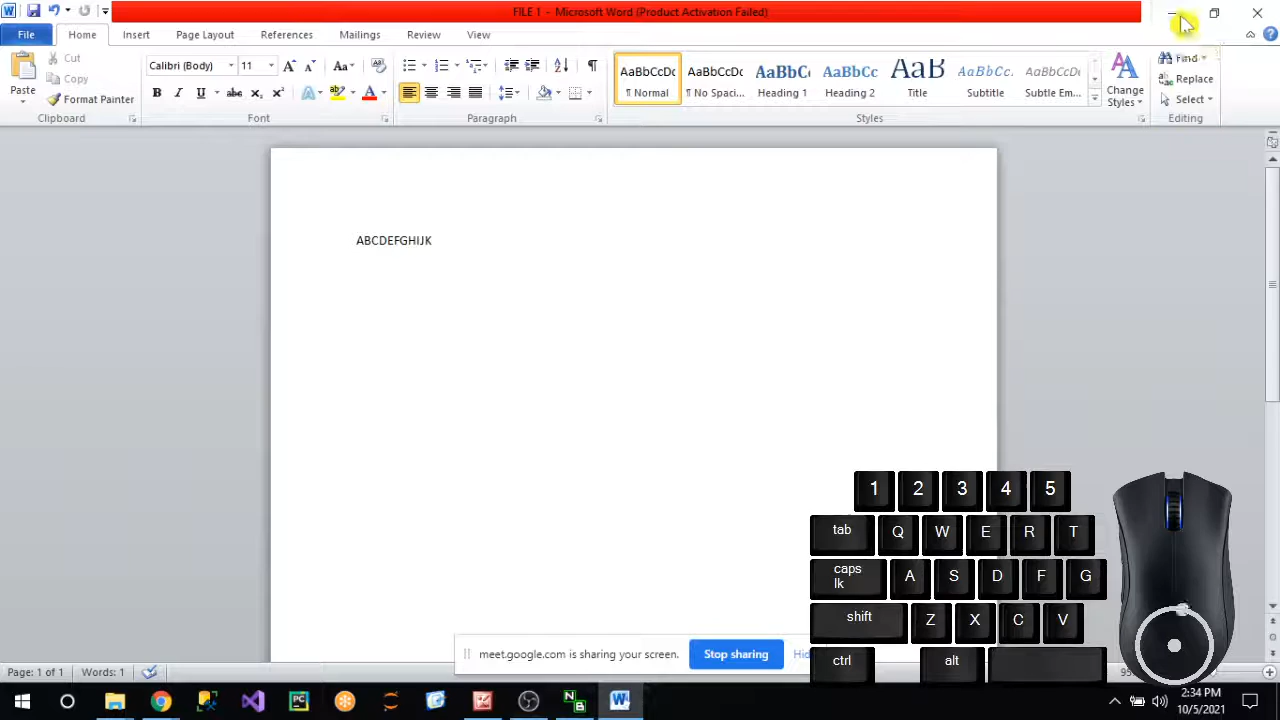 FILE 1 - Microsoft Word (Product Activation Failed)
File Home Insert Page Layout References Mailings Review View
Paste
Cut
Copy
Format Painter
Clipboard
Calibri (Body) 11
Font
Paragraph
AaBbCcDc AaBbCcDc AaBbC AaBbCc AaB AaBbCc. AaBbCcDc
¶ Normal ¶ No Spaci... Heading 1 Heading 2 Title Subtitle Subtle Em...
Styles
Change
Styles
Find
Replace
Select
Editing
ABCDEFGHIJK
1 2 3 4 5
tab Q W E R T
caps
lk A S D F G
shift Z X C V
ctrl alt
meet.google.com is sharing your screen. Stop sharing Hid
Page: 1 of 1 Words: 1
2:34 PM
10/5/2021